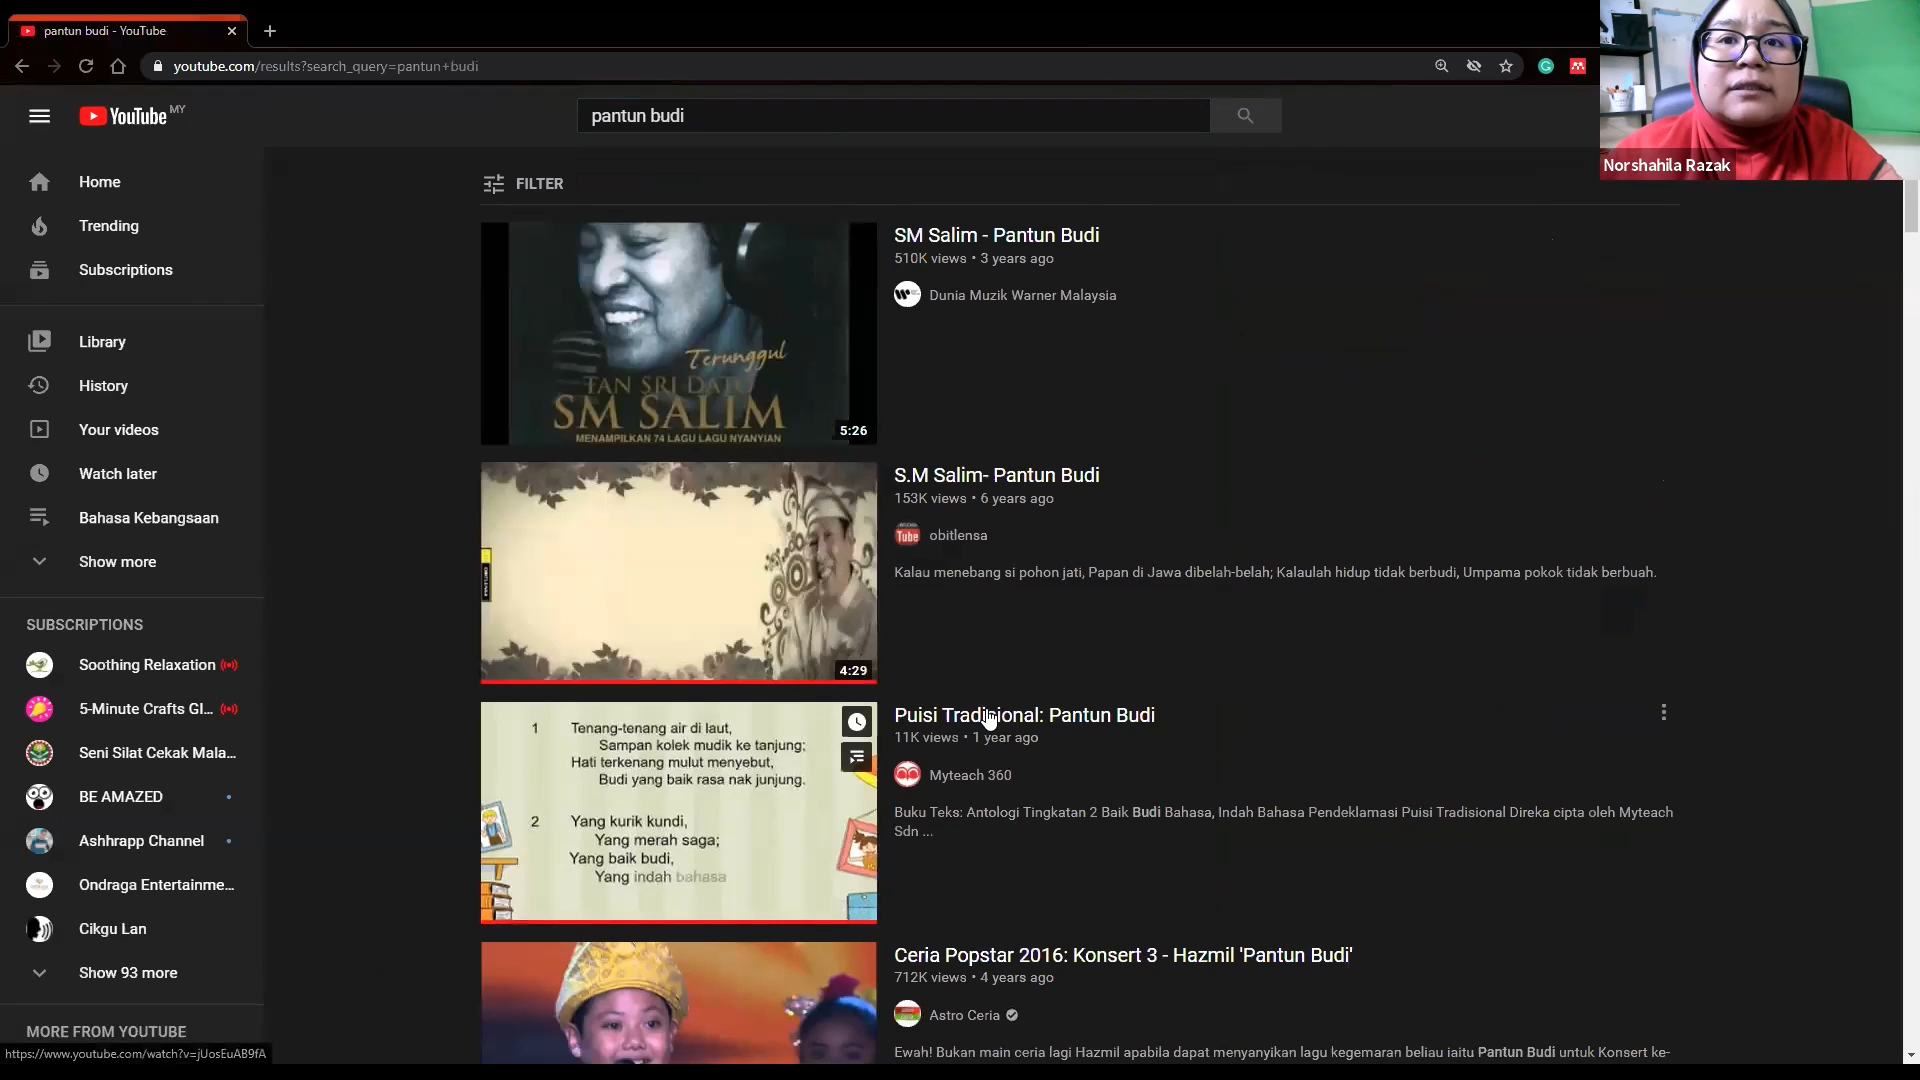 pantun budi - YouTube
youtube.com/results?search_query=pantun+budi
YouTube MY
pantun budi
Norshahila Razak
Home
Trending
Subscriptions
Library
History
Your videos
Watch later
Bahasa Kebangsaan
Show more
SUBSCRIPTIONS
Soothing Relaxation
5-Minute Crafts GI...
Seni Silat Cekak Mala...
BE AMAZED
Ashhrapp Channel
Ondraga Entertainme...
Cikgu Lan
Show 93 more
MORE FROM YOUTUBE
https://www.youtube.com/watch?v=jUosEuAB9fA
FILTER
Terunggul
TAN SRI DATO
SM SALIM
MENAMPILKAN 74 LAGU LAGU NYANYIAN
5:26
SM Salim - Pantun Budi
510K views • 3 years ago
Dunia Muzik Warner Malaysia
4:29
S.M Salim- Pantun Budi
153K views • 6 years ago
Tube
obitlensa
Kalau menebang si pohon jati, Papan di Jawa dibelah-belah; Kalaulah hidup tidak berbudi, Umpama pokok tidak berbuah.
1 Tenang-tenang air di laut,
Sampan kolek mudik ke tanjung;
Hati terkenang mulut menyebut,
Budi yang baik rasa nak junjung.
2 Yang kurik kundi,
Yang merah saga;
Yang baik budi,
Yang indah bahasa
Puisi Tradisional: Pantun Budi
11K views • 1 year ago
Myteach 360
Buku Teks: Antologi Tingkatan 2 Baik Budi Bahasa, Indah Bahasa Pendeklamasi Puisi Tradisional Direka cipta oleh Myteach
Sdn ...
Ceria Popstar 2016: Konsert 3 - Hazmil 'Pantun Budi'
712K views • 4 years ago
Astro Ceria
Ewah! Bukan main ceria lagi Hazmil apabila dapat menyanyikan lagu kegemaran beliau iaitu Pantun Budi untuk Konsert ke-